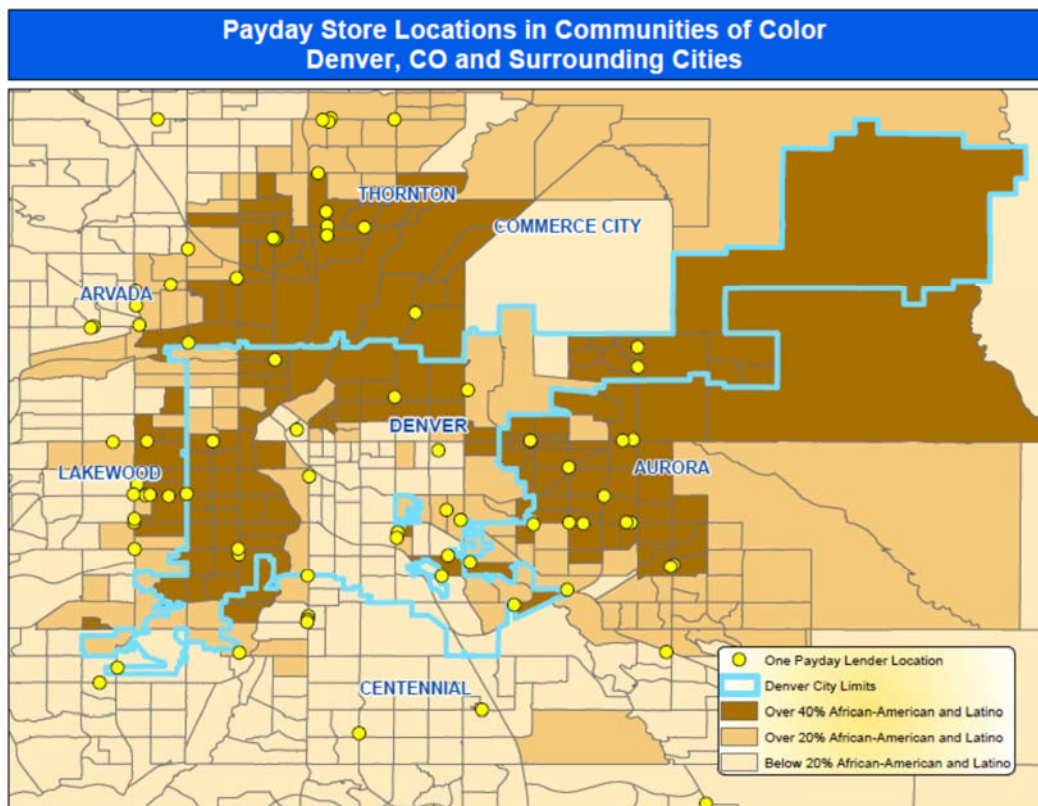 Payday Store Locations in Communities of Color
Denver, CO and Surrounding Cities
THORNTON
COMMERCE CITY
ARVADA
DENVER
LAKEWOOD
AURORA
CENTENNIAL
One Payday Lender Location
Denver City Limits
Over 40% African-American and Latino
Over 20% African-American and Latino
Below 20% African-American and Latino